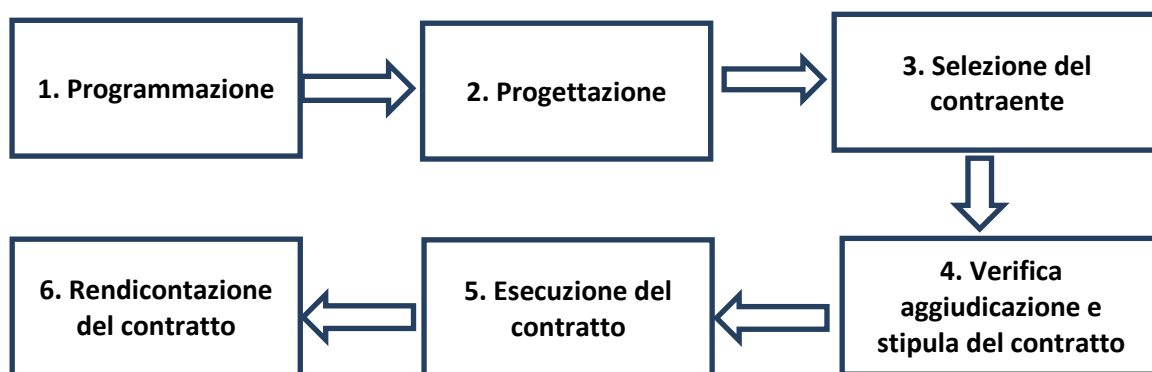 1. Programmazione
2. Progettazione
3. Selezione del
contraente
4. Verifica
aggiudicazione e
stipula del contratto
5. Esecuzione del
contratto
6. Rendicontazione
del contratto